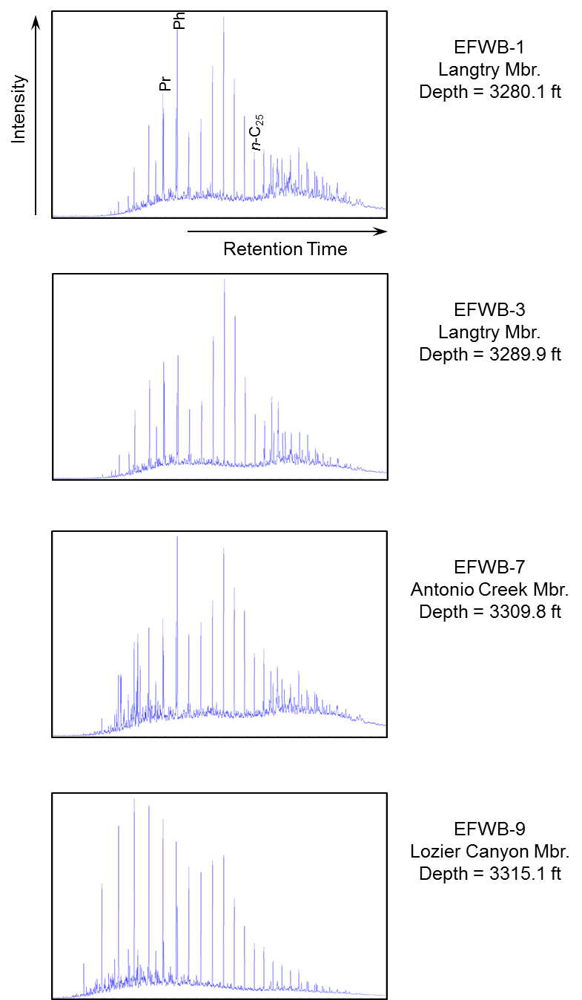 Ph
Pr
n-C25
Intensity
Retention Time
EFWB-1
Langtry Mbr.
Depth = 3280.1 ft
EFWB-3
Langtry Mbr.
Depth = 3289.9 ft
EFWB-7
Antonio Creek Mbr.
Depth = 3309.8 ft
EFWB-9
Lozier Canyon Mbr.
Depth = 3315.1 ft